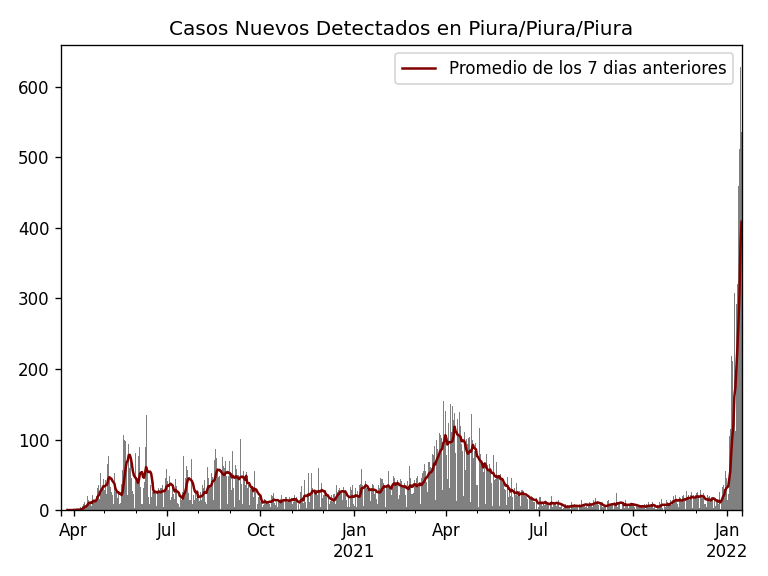 Casos Nuevos Detectados en Piura/Piura/Piura
Promedio de los 7 dias anteriores
600
500
400
300
200
100
0
Apr
Jul
Oct
Jan
2021
Apr
Jul
Oct
Jan
2022